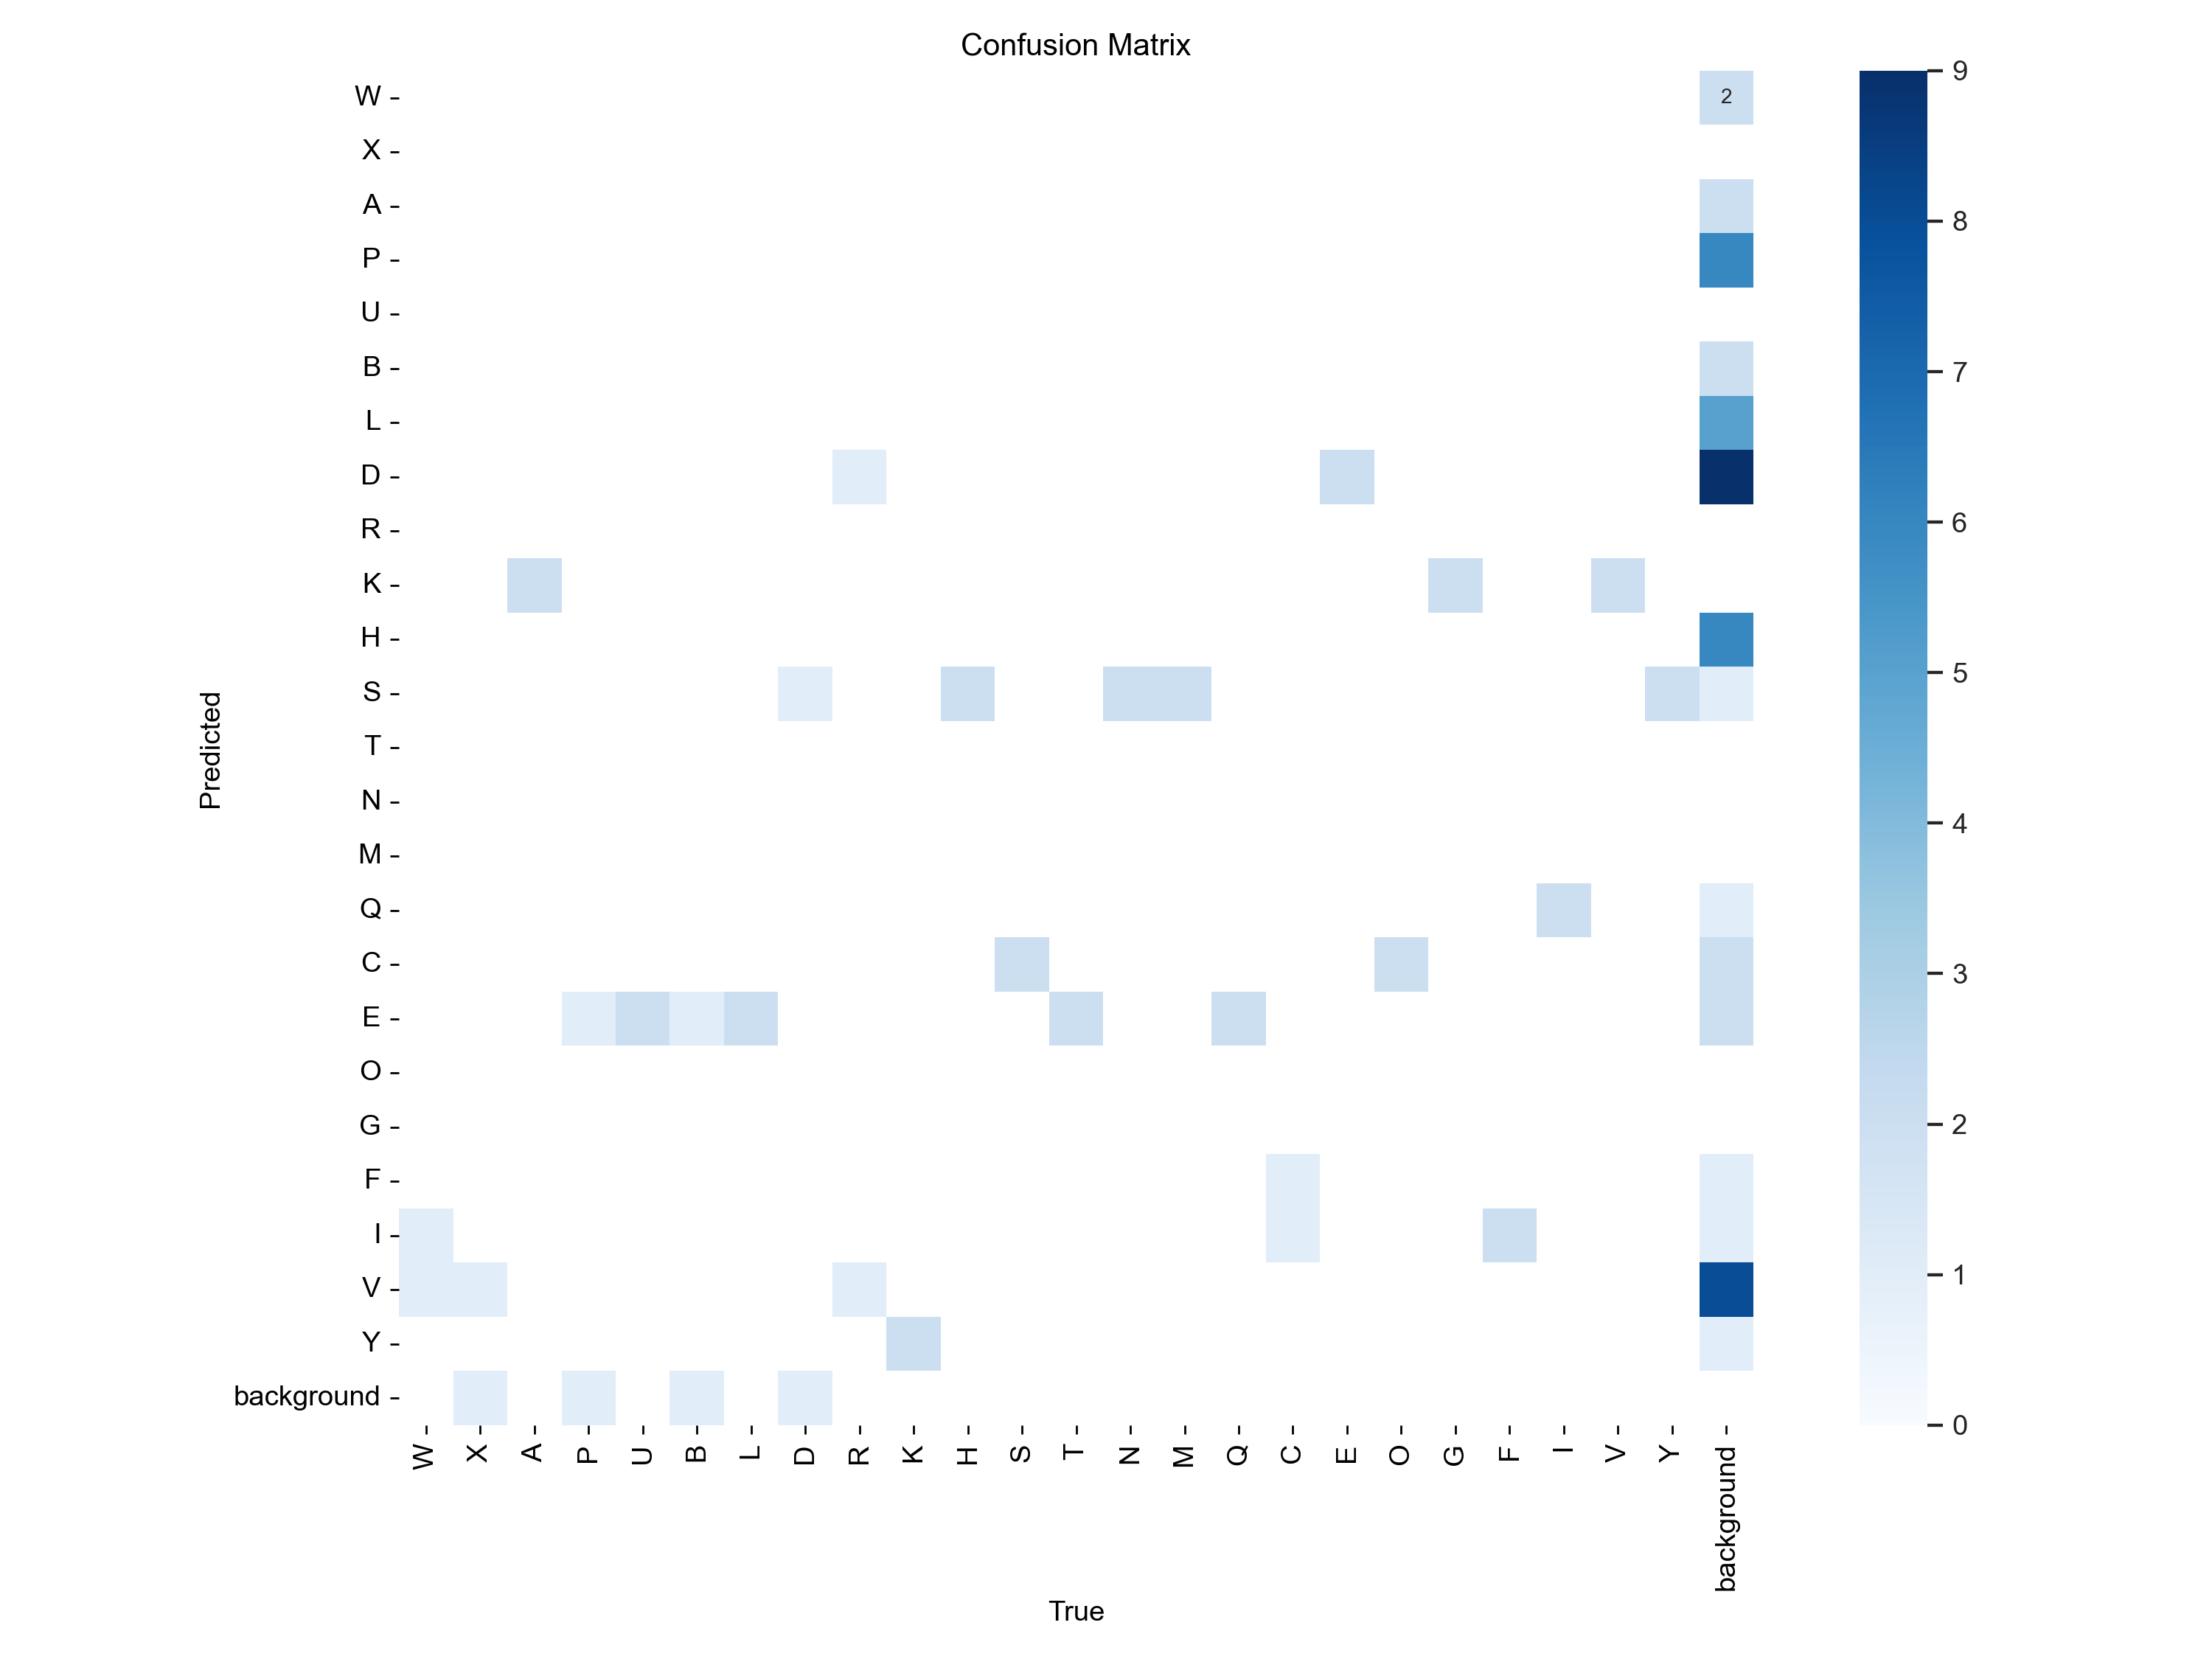 Confusion Matrix
W
2
X
A
P
U
B
L
D
R
K
H
S
T
N
M
Q
C
E
O
G
F
I
V
Y
background
Predicted
W X A P U B L D R K H S T N M Q C E O G F I V Y background
True
9
8
7
6
5
4
3
2
1
0